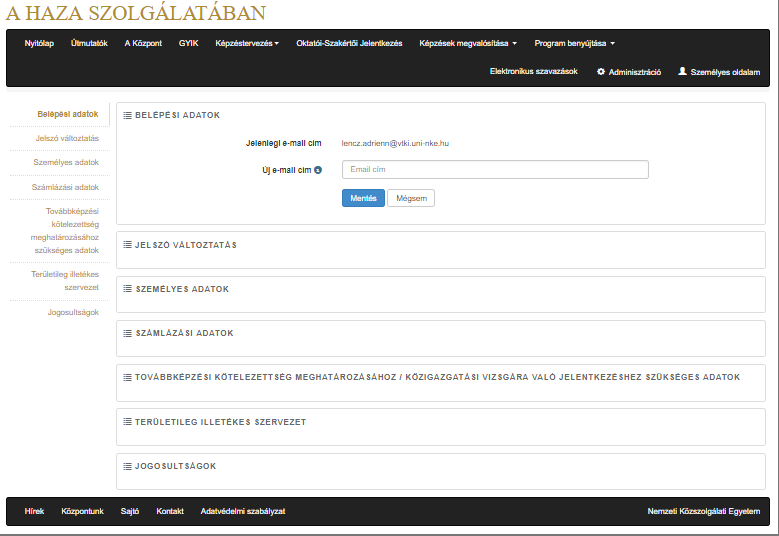 A HAZA SZOLGÁLATÁBAN
Nyitólap Útmutatók A Központ GYIK Képzéstervezés Oktatói-Szakértői Jelentkezés Képzések megvalósítása Program benyújtása
Elektronikus szavazások Adminisztráció Személyes oldalam
Belépési adatok
Jelszó változtatás
Személyes adatok
Számlázási adatok
Továbbképzési
kötelezettség
meghatározásához
szükséges adatok
Területileg illetékes
szervezet
Jogosultságok
BELÉPÉSI ADATOK
Jelenlegi e-mail cím lencz.adrienn@vtki.uni-nke.hu
Új e-mail cím Email cím
Mentés Mégsem
JELSZÓ VÁLTOZTATÁS
SZEMÉLYES ADATOK
SZÁMLÁZÁSI ADATOK
TOVÁBBKÉPZÉSI KÖTELEZETTSÉG MEGHATÁROZÁSÁHOZ / KÖZIGAZGATÁSI VIZSGÁRA VALÓ JELENTKEZÉSHEZ SZÜKSÉGES ADATOK
TERÜLETILEG ILLETÉKES SZERVEZET
JOGOSULTSÁGOK
Hírek Központunk Sajtó Kontakt Adatvédelmi szabályzat Nemzeti Közszolgálati Egyetem